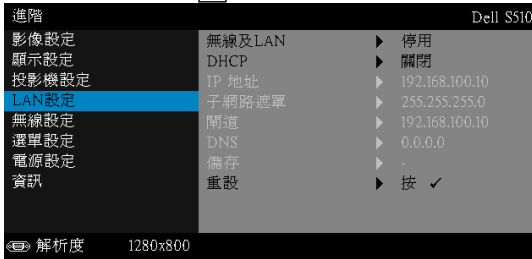 進階 Dell S510
影像設定
顯示設定
投影機設定
LAN設定
無線設定
選單設定
電源設定
資訊
無線及LAN 停用
DHCP 關閉
IP 地址 192.168.100.10
子網路遮罩 255.255.255.0
閘道 192.168.100.10
DNS 0.0.0.0
儲存 -
重設 按 ✓
解析度 1280x800